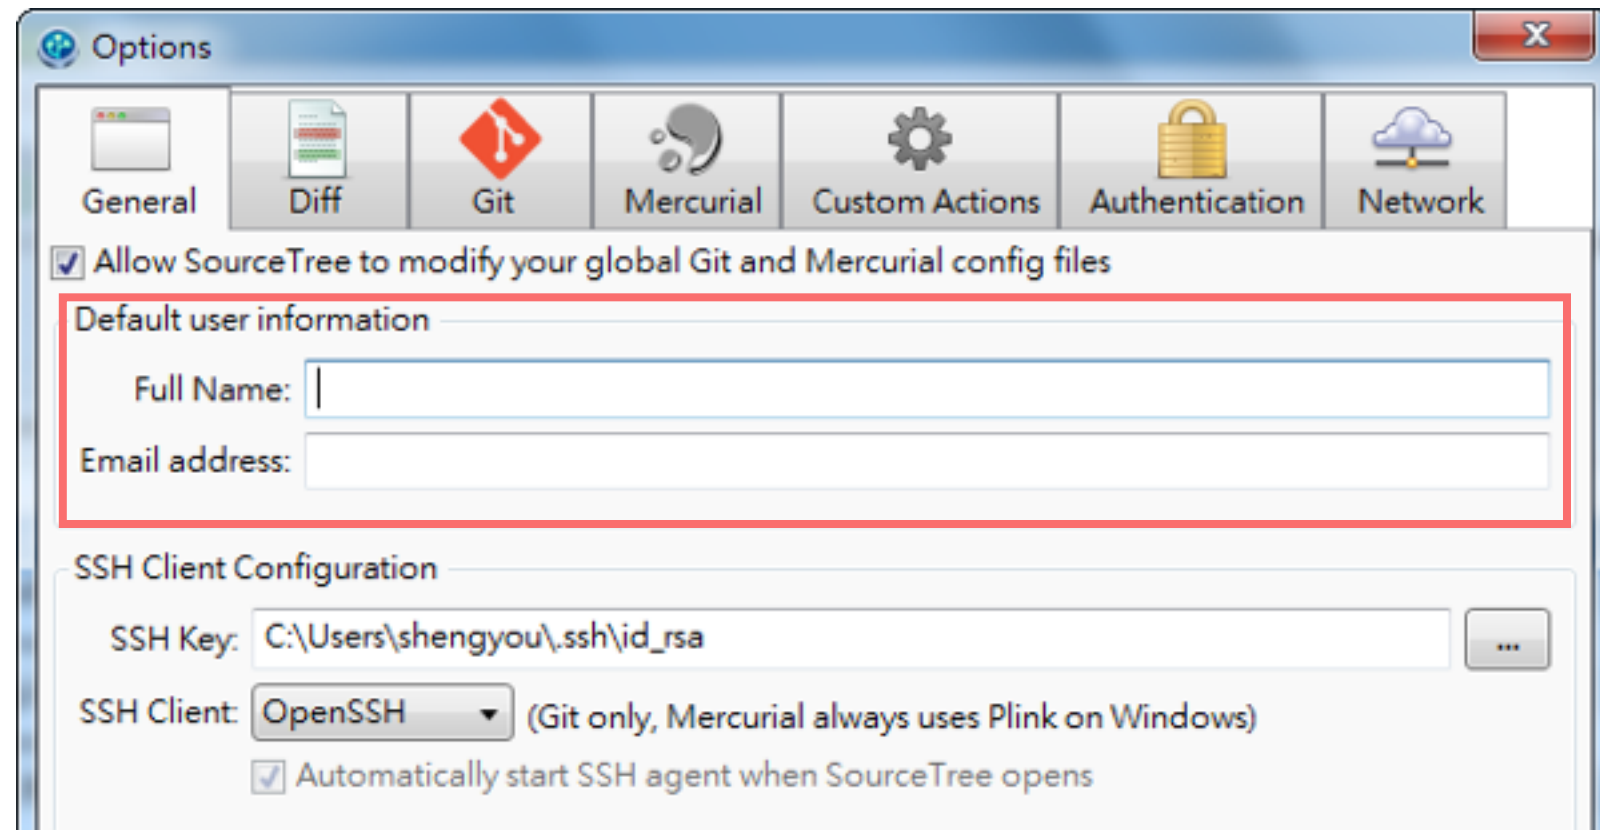 Options
General
Diff
Git
Mercurial
Custom Actions
Authentication
Network
Allow SourceTree to modify your global Git and Mercurial config files
Default user information
Full Name:
Email address:
SSH Client Configuration
SSH Key: C:\Users\shengyou\.ssh\id_rsa ...
SSH Client: OpenSSH (Git only, Mercurial always uses Plink on Windows)
Automatically start SSH agent when SourceTree opens